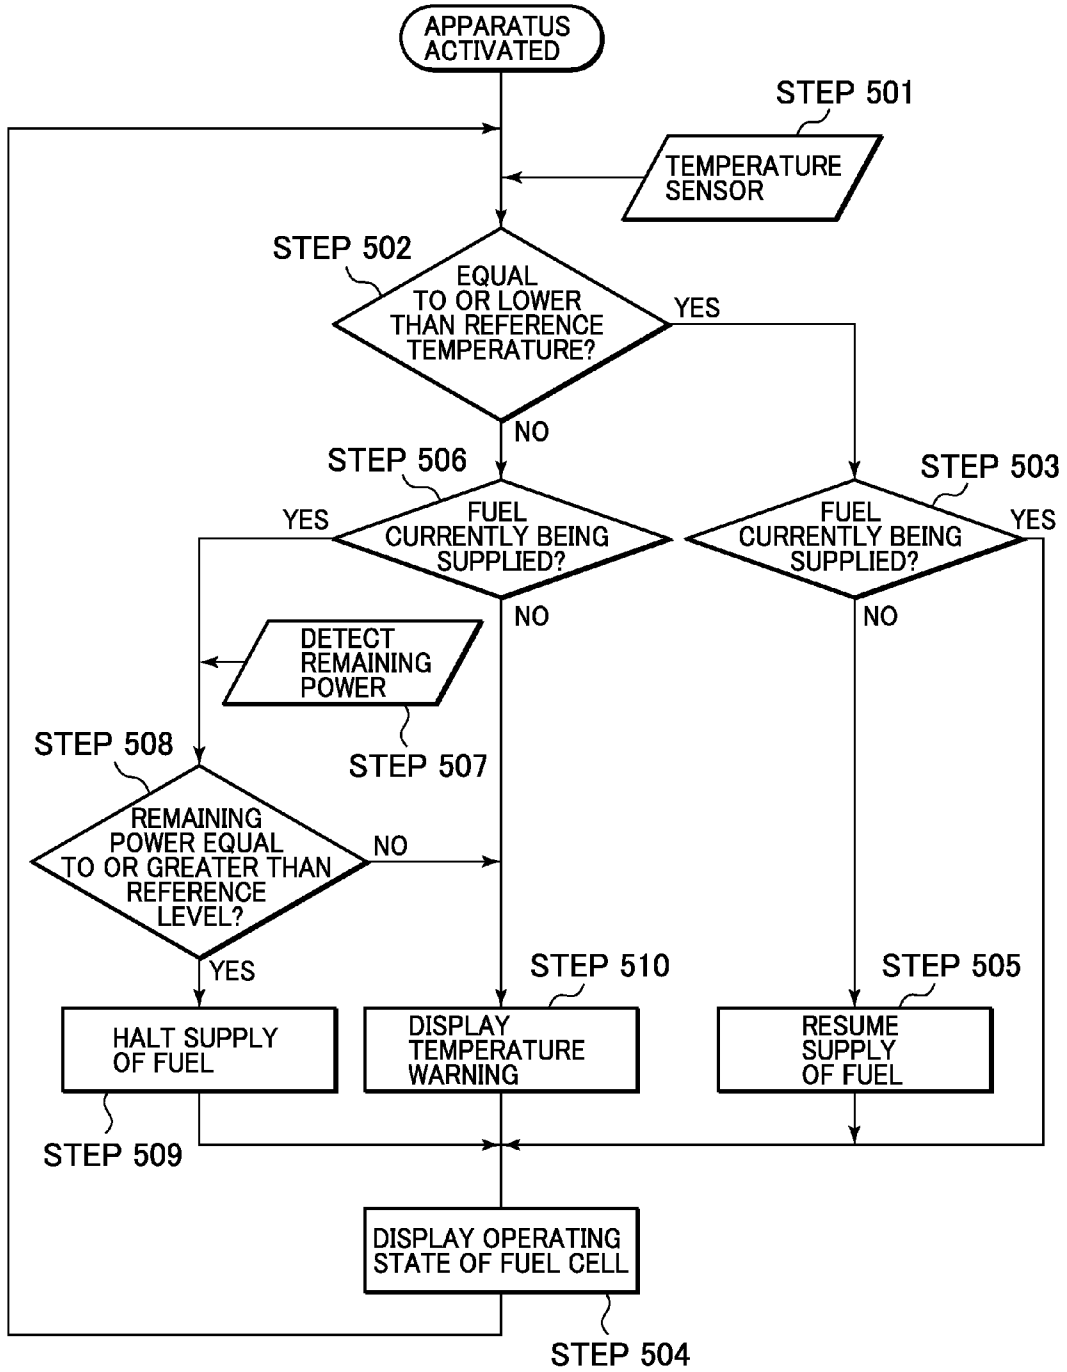 APPARATUS
ACTIVATED
STEP 501
TEMPERATURE
SENSOR
STEP 502
EQUAL
TO OR LOWER
THAN REFERENCE
TEMPERATURE?
YES
NO
STEP 506
STEP 503
YES
FUEL
CURRENTLY BEING
SUPPLIED?
FUEL
CURRENTLY BEING
SUPPLIED?
YES
NO
NO
DETECT
REMAINING
POWER
STEP 507
STEP 508
REMAINING
POWER EQUAL
TO OR GREATER THAN
REFERENCE
LEVEL?
NO
YES
STEP 510
STEP 505
HALT SUPPLY
OF FUEL
DISPLAY
TEMPERATURE
WARNING
RESUME
SUPPLY
OF FUEL
STEP 509
DISPLAY OPERATING
STATE OF FUEL CELL
STEP 504